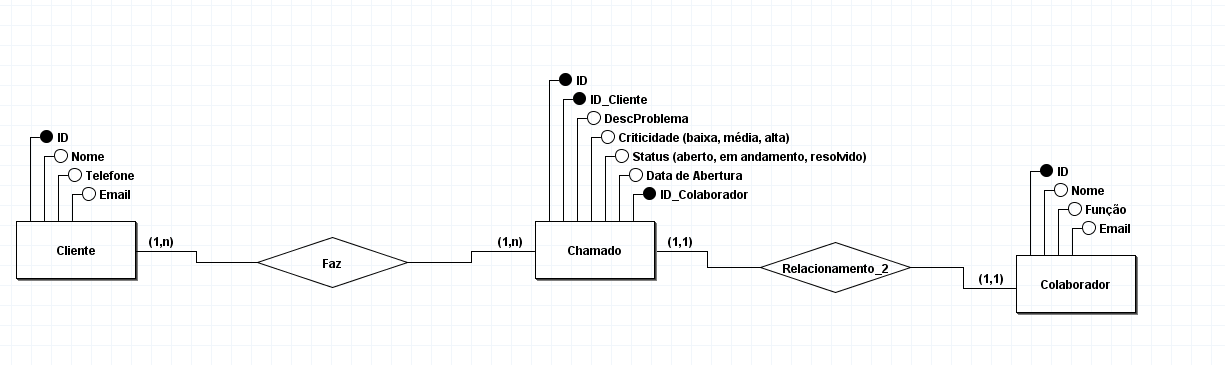 ID
ID_Cliente
DescProblema
Criticidade (baixa, média, alta)
Status (aberto, em andamento, resolvido)
Data de Abertura
ID_Colaborador
ID
Nome
Telefone
Email
ID
Nome
Função
Email
Cliente
(1,n)
Faz
(1,n)
Chamado
(1,1)
Relacionamento_2
(1,1)
Colaborador